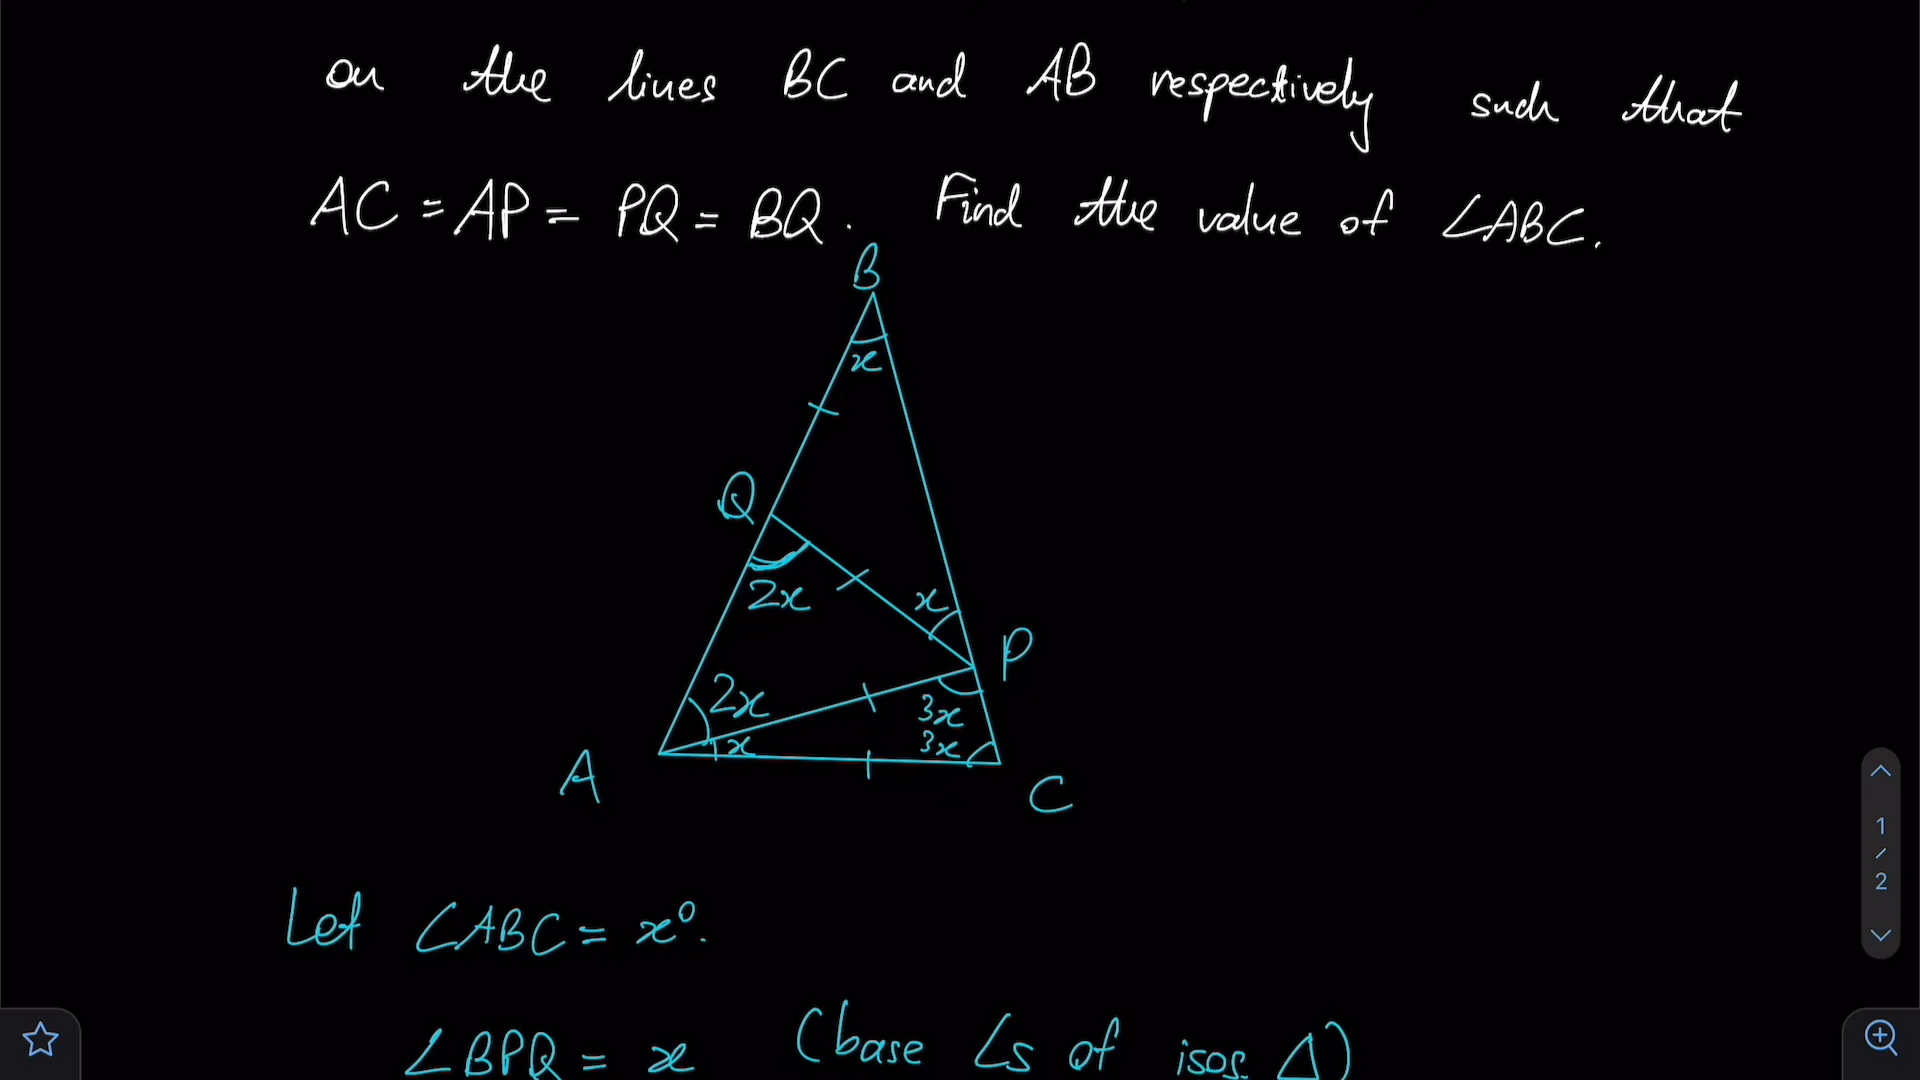 on the lines BC and AB respectively such that
AC = AP = PQ = BQ. Find the value of ∠ABC.
B
x
Q
2x
x
P
2x
3x
x
3x
A
C
1
/
2
Let ∠ABC = x⁰.
∠BPQ = x (base ∠s of isos. Δ)